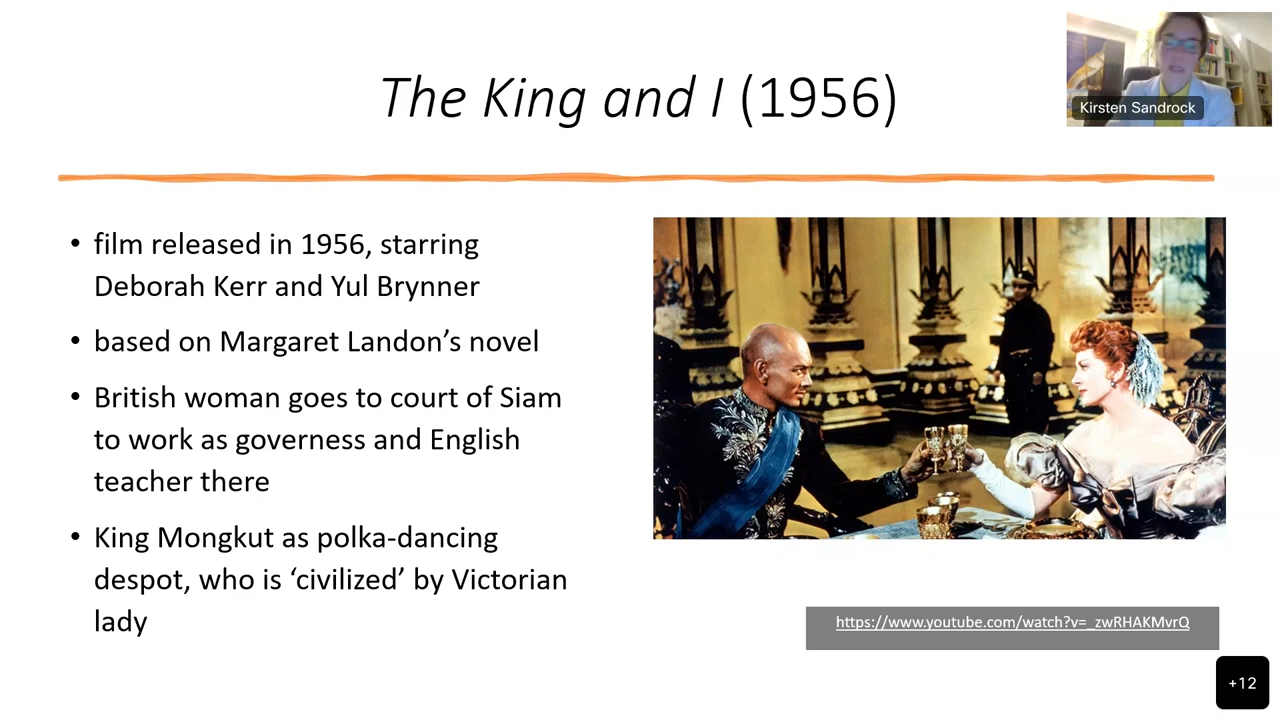 The King and I (1956)
Kirsten Sandrock
• film released in 1956, starring
Deborah Kerr and Yul Brynner
• based on Margaret Landon’s novel
• British woman goes to court of Siam
to work as governess and English
teacher there
• King Mongkut as polka-dancing
despot, who is ‘civilized’ by Victorian
lady
https://www.youtube.com/watch?v=_zwRHAKMvrQ
+12